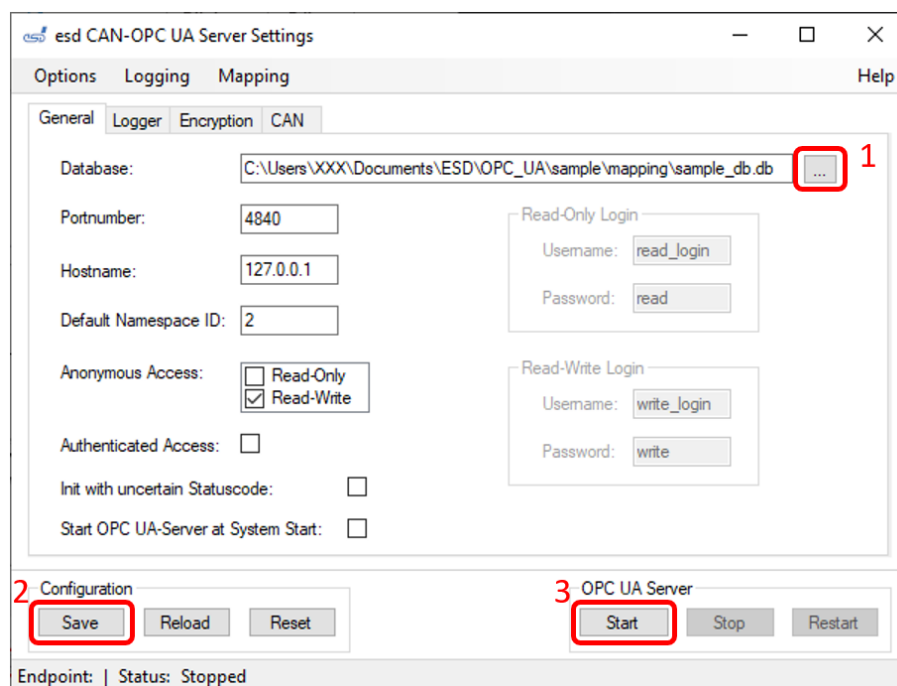 esd esd CAN-OPC UA Server Settings
Options Logging Mapping Help
General Logger Encryption CAN
Database: C:\Users\XXX\Documents\ESD\OPC_UA\sample\mapping\sample_db.db ... 1
Portnumber: 4840
Read-Only Login
Username: read_login
Hostname: 127.0.0.1
Password: read
Default Namespace ID: 2
Anonymous Access: Read-Only
Read-Write
Read-Write Login
Username: write_login
Authenticated Access:
Password: write
Init with uncertain Statuscode:
Start OPC UA-Server at System Start:
2 Configuration
Save Reload Reset
3 OPC UA Server
Start Stop Restart
Endpoint: | Status: Stopped